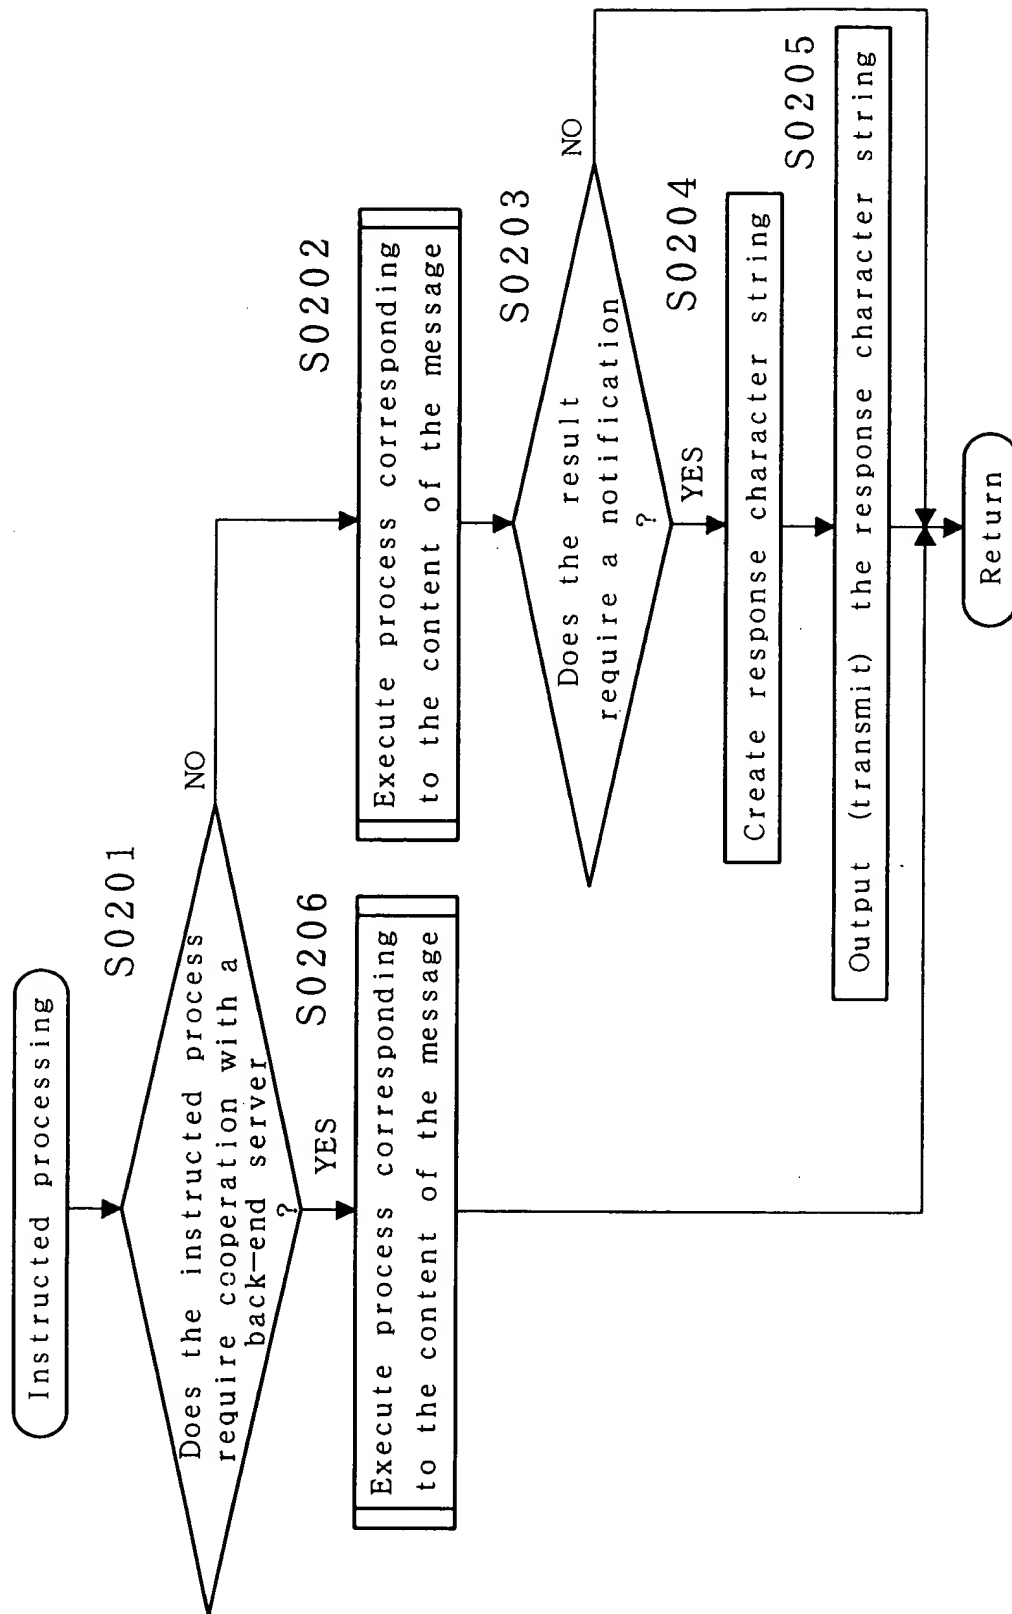 Instructed processing
S0201
Does the instructed process
require cooperation with a
back-end server
?
YES
NO
S0206
Execute process corresponding
to the content of the message
S0202
Execute process corresponding
to the content of the message
S0203
Does the result
require a notification
?
YES
NO
S0204
Create response character string
S0205
Output (transmit) the response character string
Return